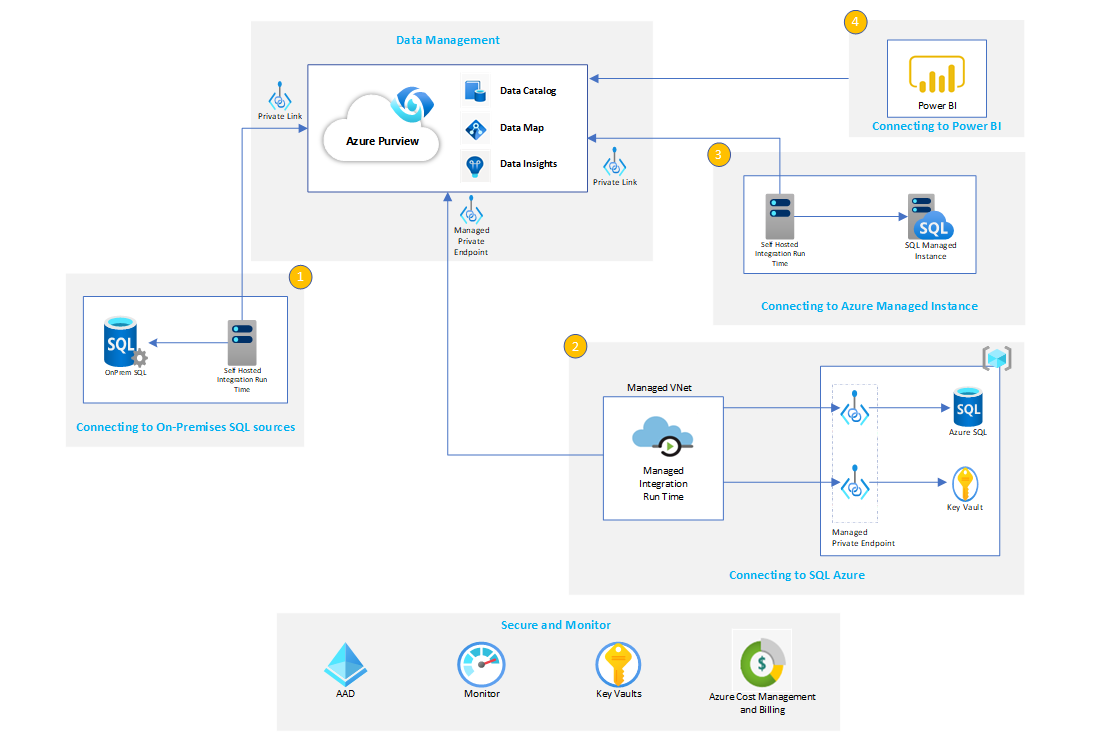 4
Data Management
Power BI
Connecting to Power BI
Private Link
Azure Purview
Data Catalog
Data Map
Data Insights
Private Link
Managed
Private
Endpoint
3
Self Hosted
Integration Run
Time
SQL
SQL Managed
Instance
Connecting to Azure Managed Instance
1
SQL
OnPrem SQL
Self Hosted
Integration Run
Time
Connecting to On-Premises SQL sources
2
Managed VNet
Managed
Integration
Run Time
SQL
Azure SQL
Key Vault
Managed
Private Endpoint
Connecting to SQL Azure
Secure and Monitor
AAD
Monitor
Key Vaults
$
Azure Cost Management
and Billing